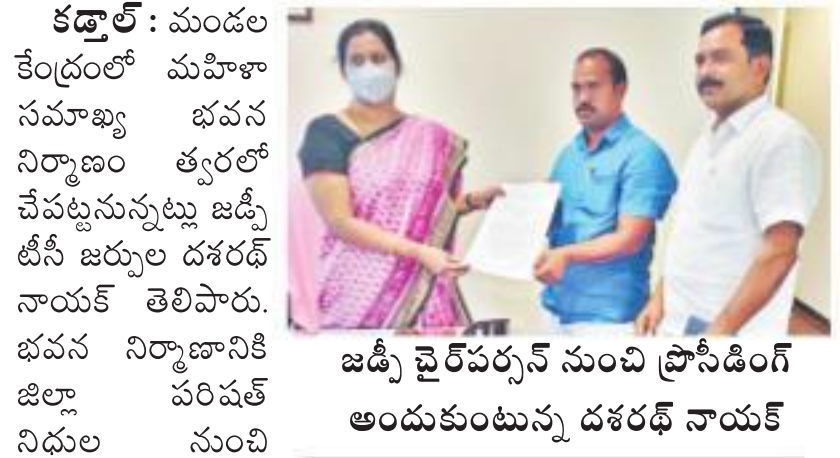 కడ్తాల్ : మండల
కేంద్రంలో మహిళా
సమాఖ్య భవన
నిర్మాణం త్వరలో
చేపట్టనున్నట్లు జడ్పీ
టీసీ జర్పుల దశరథ్
నాయక్ తెలిపారు.
భవన నిర్మాణానికి
జిల్లా పరిషత్
నిధుల నుంచి
జడ్పీ చైర్‌పర్సన్ నుంచి ప్రొసీడింగ్
అందుకుంటున్న దశరథ్ నాయక్